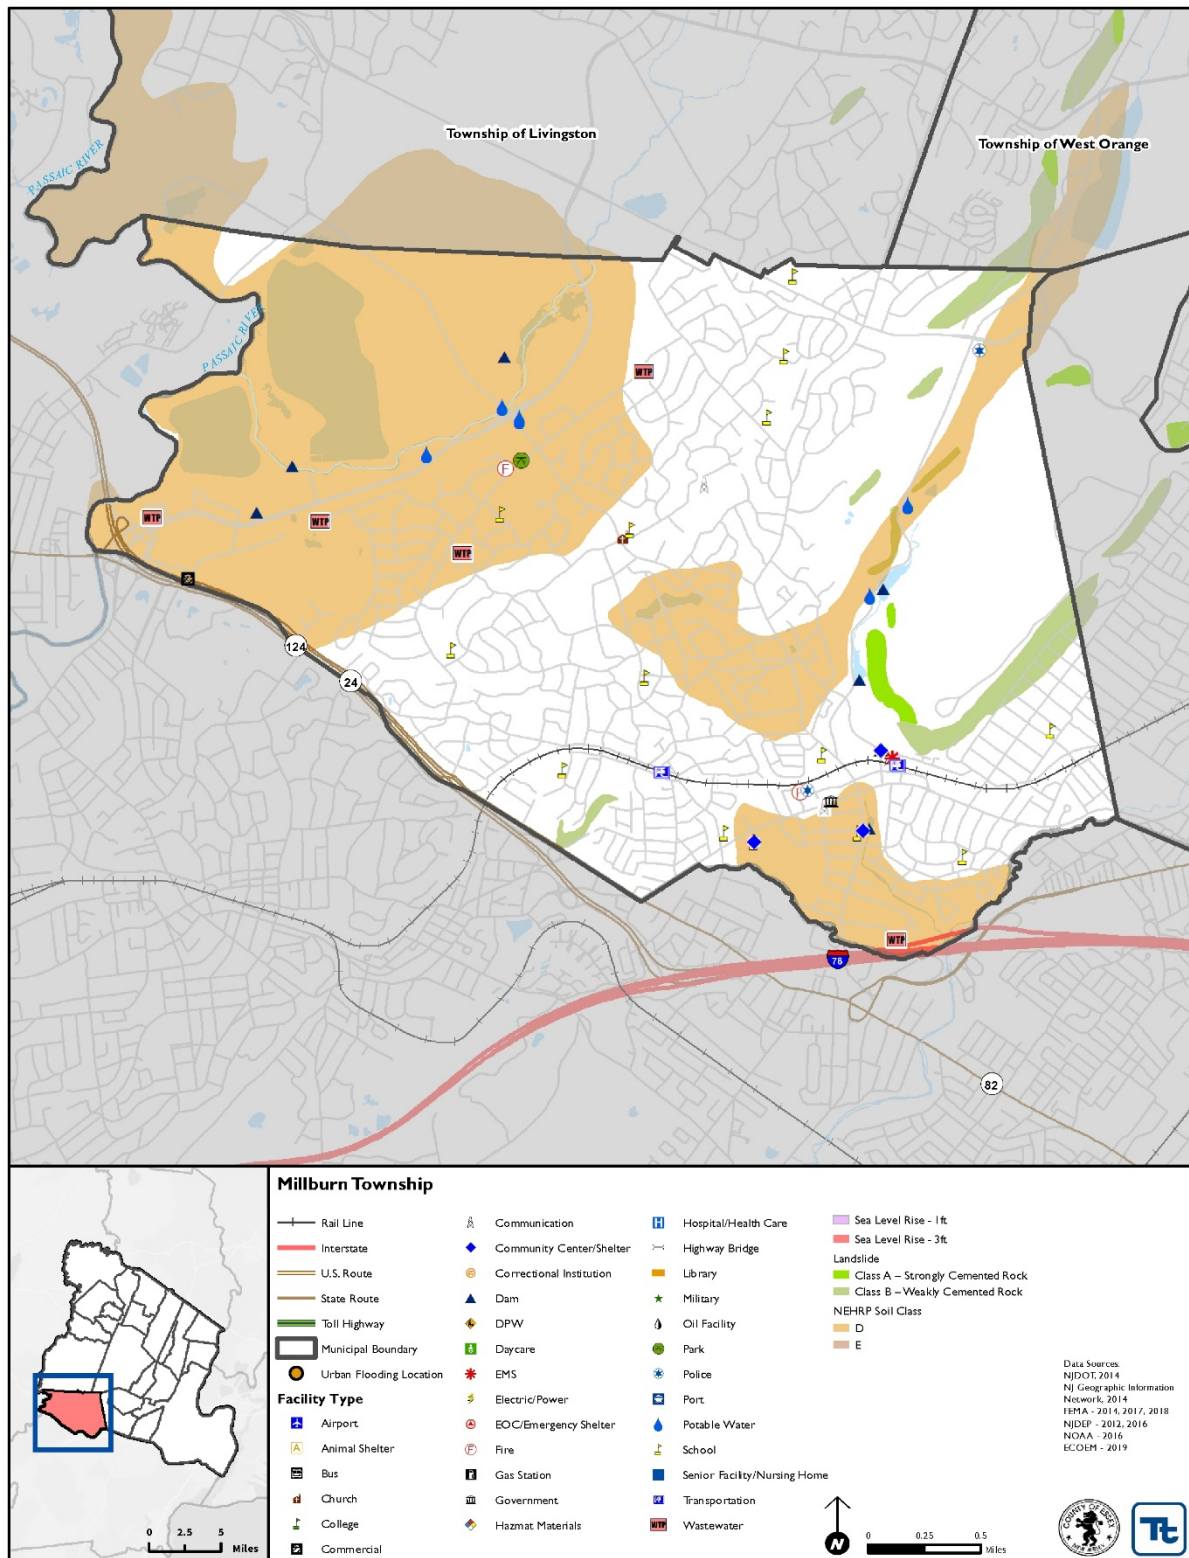 Township of Livingston
Township of West Orange
PASSAIC RIVER
PASSAIC RIVER
WTP
WTP
WTP
WTP
F
124
24
WTP
78
82
Millburn Township
Rail Line
Interstate
U.S. Route
State Route
Toll Highway
Municipal Boundary
Urban Flooding Location
Facility Type
Airport
A Animal Shelter
Bus
Church
College
Commercial
Communication
Community Center/Shelter
Correctional Institution
Dam
DPW
Daycare
EMS
Electric/Power
EOC/Emergency Shelter
F Fire
Gas Station
Government
Hazmat Materials
H Hospital/Health Care
Highway Bridge
Library
Military
Oil Facility
Park
Police
Port
Potable Water
School
Senior Facility/Nursing Home
Transportation
WTP Wastewater
Sea Level Rise - 1ft
Sea Level Rise - 3ft
Landslide
Class A – Strongly Cemented Rock
Class B – Weakly Cemented Rock
NEHRP Soil Class
D
E
Data Sources:
NJDOT, 2014
NJ Geographic Information
Network, 2014
FEMA - 2014, 2017, 2018
NJDEP - 2012, 2016
NOAA - 2016
ECOEM - 2019
0 2.5 5
Miles
N
0 0.25 0.5
Miles
COUNTY OF ESSEX
NEW JERSEY
Tt